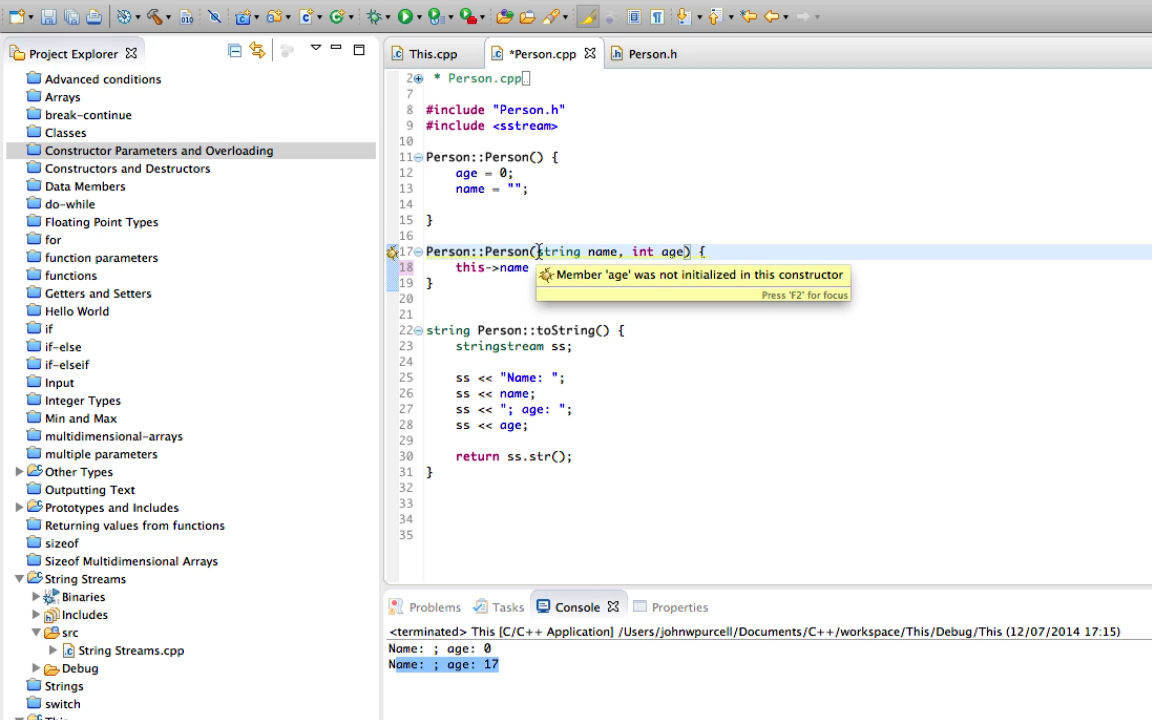 Project Explorer
Advanced conditions
Arrays
break-continue
Classes
Constructor Parameters and Overloading
Constructors and Destructors
Data Members
do-while
Floating Point Types
for
function parameters
functions
Getters and Setters
Hello World
if
if-else
if-elseif
Input
Integer Types
Min and Max
multidimensional-arrays
multiple parameters
Other Types
Outputting Text
Prototypes and Includes
Returning values from functions
sizeof
Sizeof Multidimensional Arrays
String Streams
Binaries
Includes
src
String Streams.cpp
Debug
Strings
switch
This.cpp *Person.cpp Person.h
2 * Person.cpp
7
8 #include "Person.h"
9 #include <sstream>
10
11 Person::Person() {
12 age = 0;
13 name = "";
14
15 }
16
17 Person::Person(string name, int age) {
18 this->name
Member 'age' was not initialized in this constructor
Press 'F2' for focus
19 }
20
21
22 string Person::toString() {
23 stringstream ss;
24
25 ss << "Name: ";
26 ss << name;
27 ss << "; age: ";
28 ss << age;
29
30 return ss.str();
31 }
32
33
34
35
Problems Tasks Console Properties
<terminated> This [C/C++ Application] /Users/johnwpurcell/Documents/C++/workspace/This/Debug/This (12/07/2014 17:15)
Name: ; age: 0
Name: ; age: 17